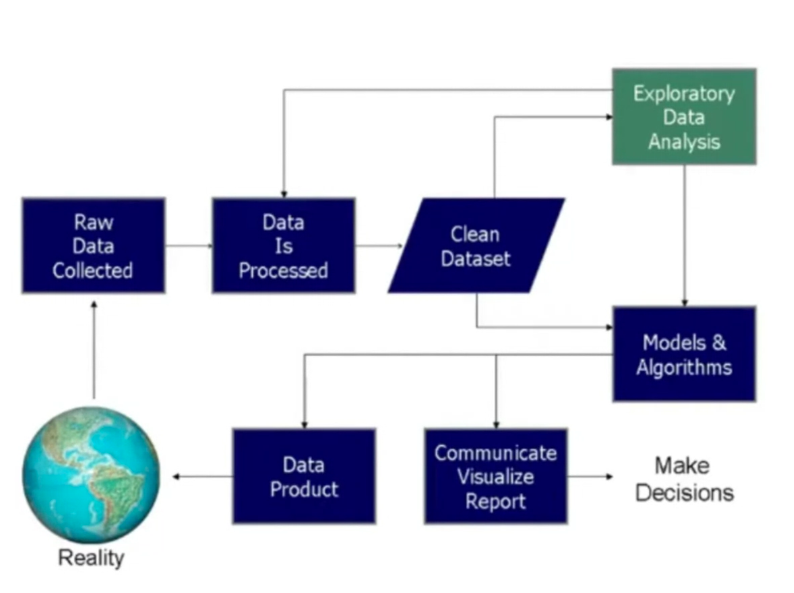 Exploratory
Data
Analysis
Raw
Data
Collected
Data
Is
Processed
Clean
Dataset
Models &
Algorithms
Data
Product
Communicate
Visualize
Report
Make
Decisions
Reality